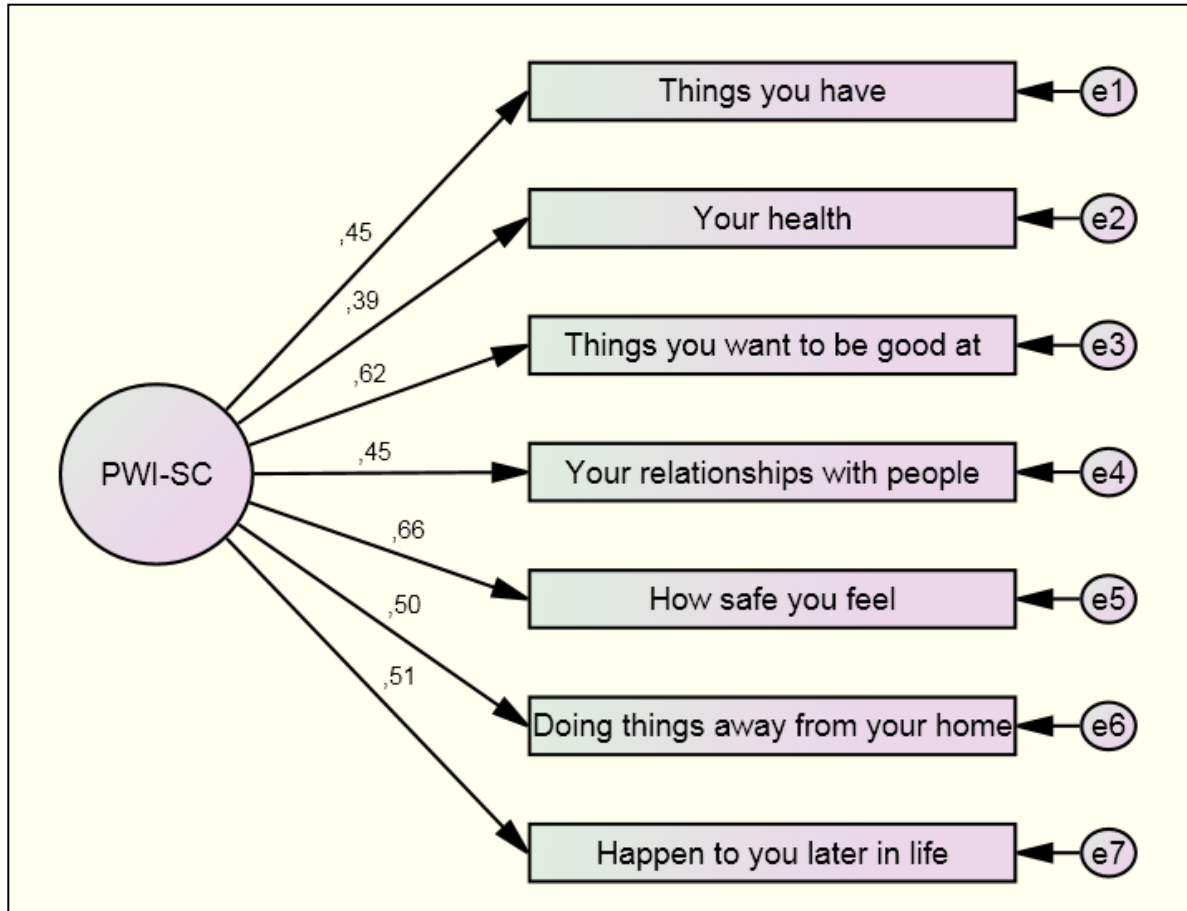 Things you have
e1
,45
Your health
e2
,39
Things you want to be good at
e3
,62
PWI-SC
,45
Your relationships with people
e4
,66
How safe you feel
e5
,50
Doing things away from your home
e6
,51
Happen to you later in life
e7